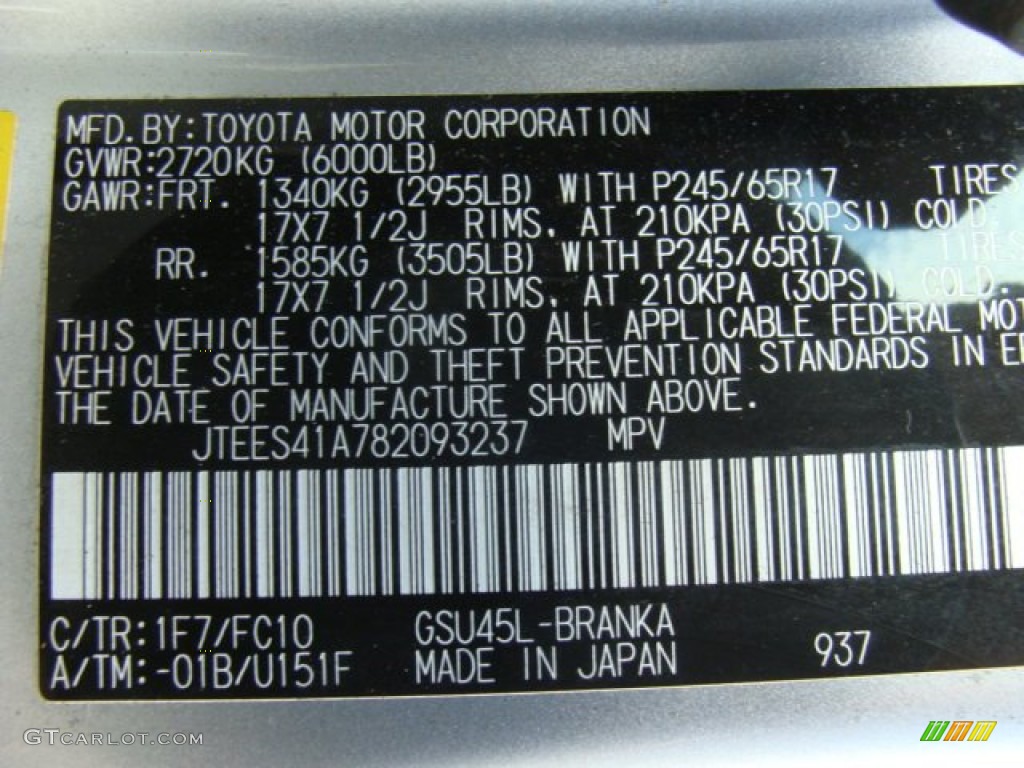 MFD.BY:TOYOTA MOTOR CORPORATION
GVWR:2720KG (6000LB)
GAWR:FRT. 1340KG (2955LB) WITH P245/65R17 TIRES
17X7 1/2J RIMS, AT 210KPA (30PSI) COLD.
RR. 1585KG (3505LB) WITH P245/65R17 TIRES
17X7 1/2J RIMS, AT 210KPA (30PSI) COLD.
THIS VEHICLE CONFORMS TO ALL APPLICABLE FEDERAL
VEHICLE SAFETY AND THEFT PREVENTION STANDARDS IN
THE DATE OF MANUFACTURE SHOWN ABOVE.
JTEES41A782093237 MPV
C/TR:1F7/FC10 GSU45L-BRANKA
A/TM:-01B/U151F MADE IN JAPAN 937
GTCARLOT.COM